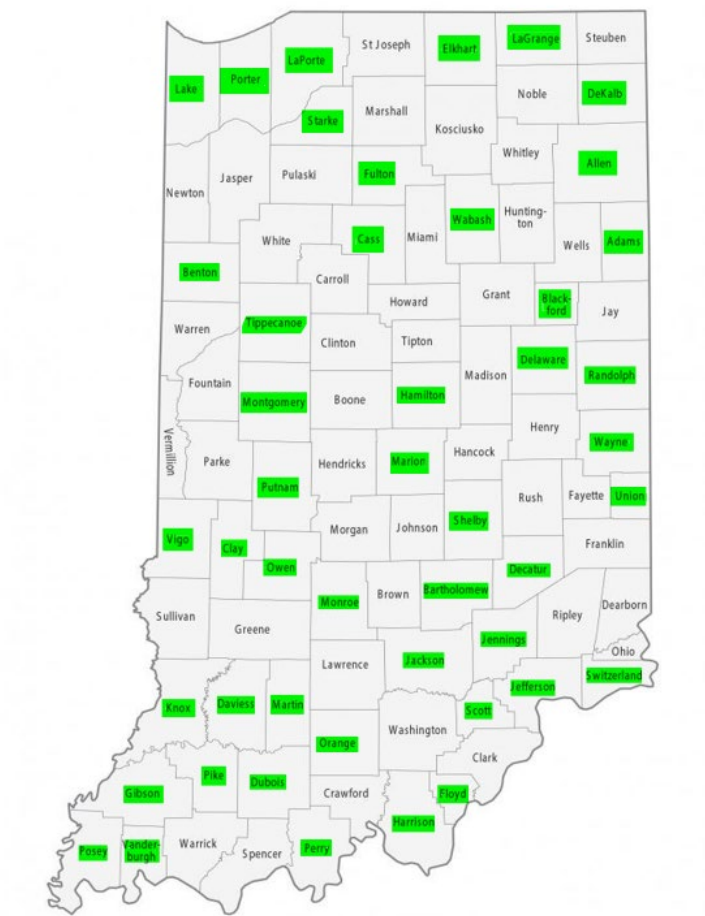 St Joseph
Elkhart
LaGrange
Steuben
LaPorte
Porter
Lake
Noble
DeKalb
Marshall
Starke
Kosciusko
Whitley
Allen
Fulton
Pulaski
Jasper
Newton
Wabash
Hunting-
ton
Miami
Cass
White
Wells
Adams
Benton
Carroll
Grant
Howard
Black-
ford
Jay
Tippecanoe
Warren
Clinton
Tipton
Delaware
Madison
Randolph
Fountain
Montgomery
Boone
Hamilton
Henry
Wayne
Vermillion
Parke
Hendricks
Marion
Hancock
Putnam
Rush
Fayette
Union
Shelby
Morgan
Johnson
Vigo
Clay
Franklin
Owen
Decatur
Monroe
Brown
Bartholomew
Dearborn
Ripley
Sullivan
Greene
Jennings
Ohio
Lawrence
Jackson
Switzerland
Jefferson
Knox
Daviess
Martin
Scott
Washington
Orange
Clark
Pike
Dubois
Gibson
Crawford
Floyd
Harrison
Posey
Vander-
burgh
Warrick
Spencer
Perry